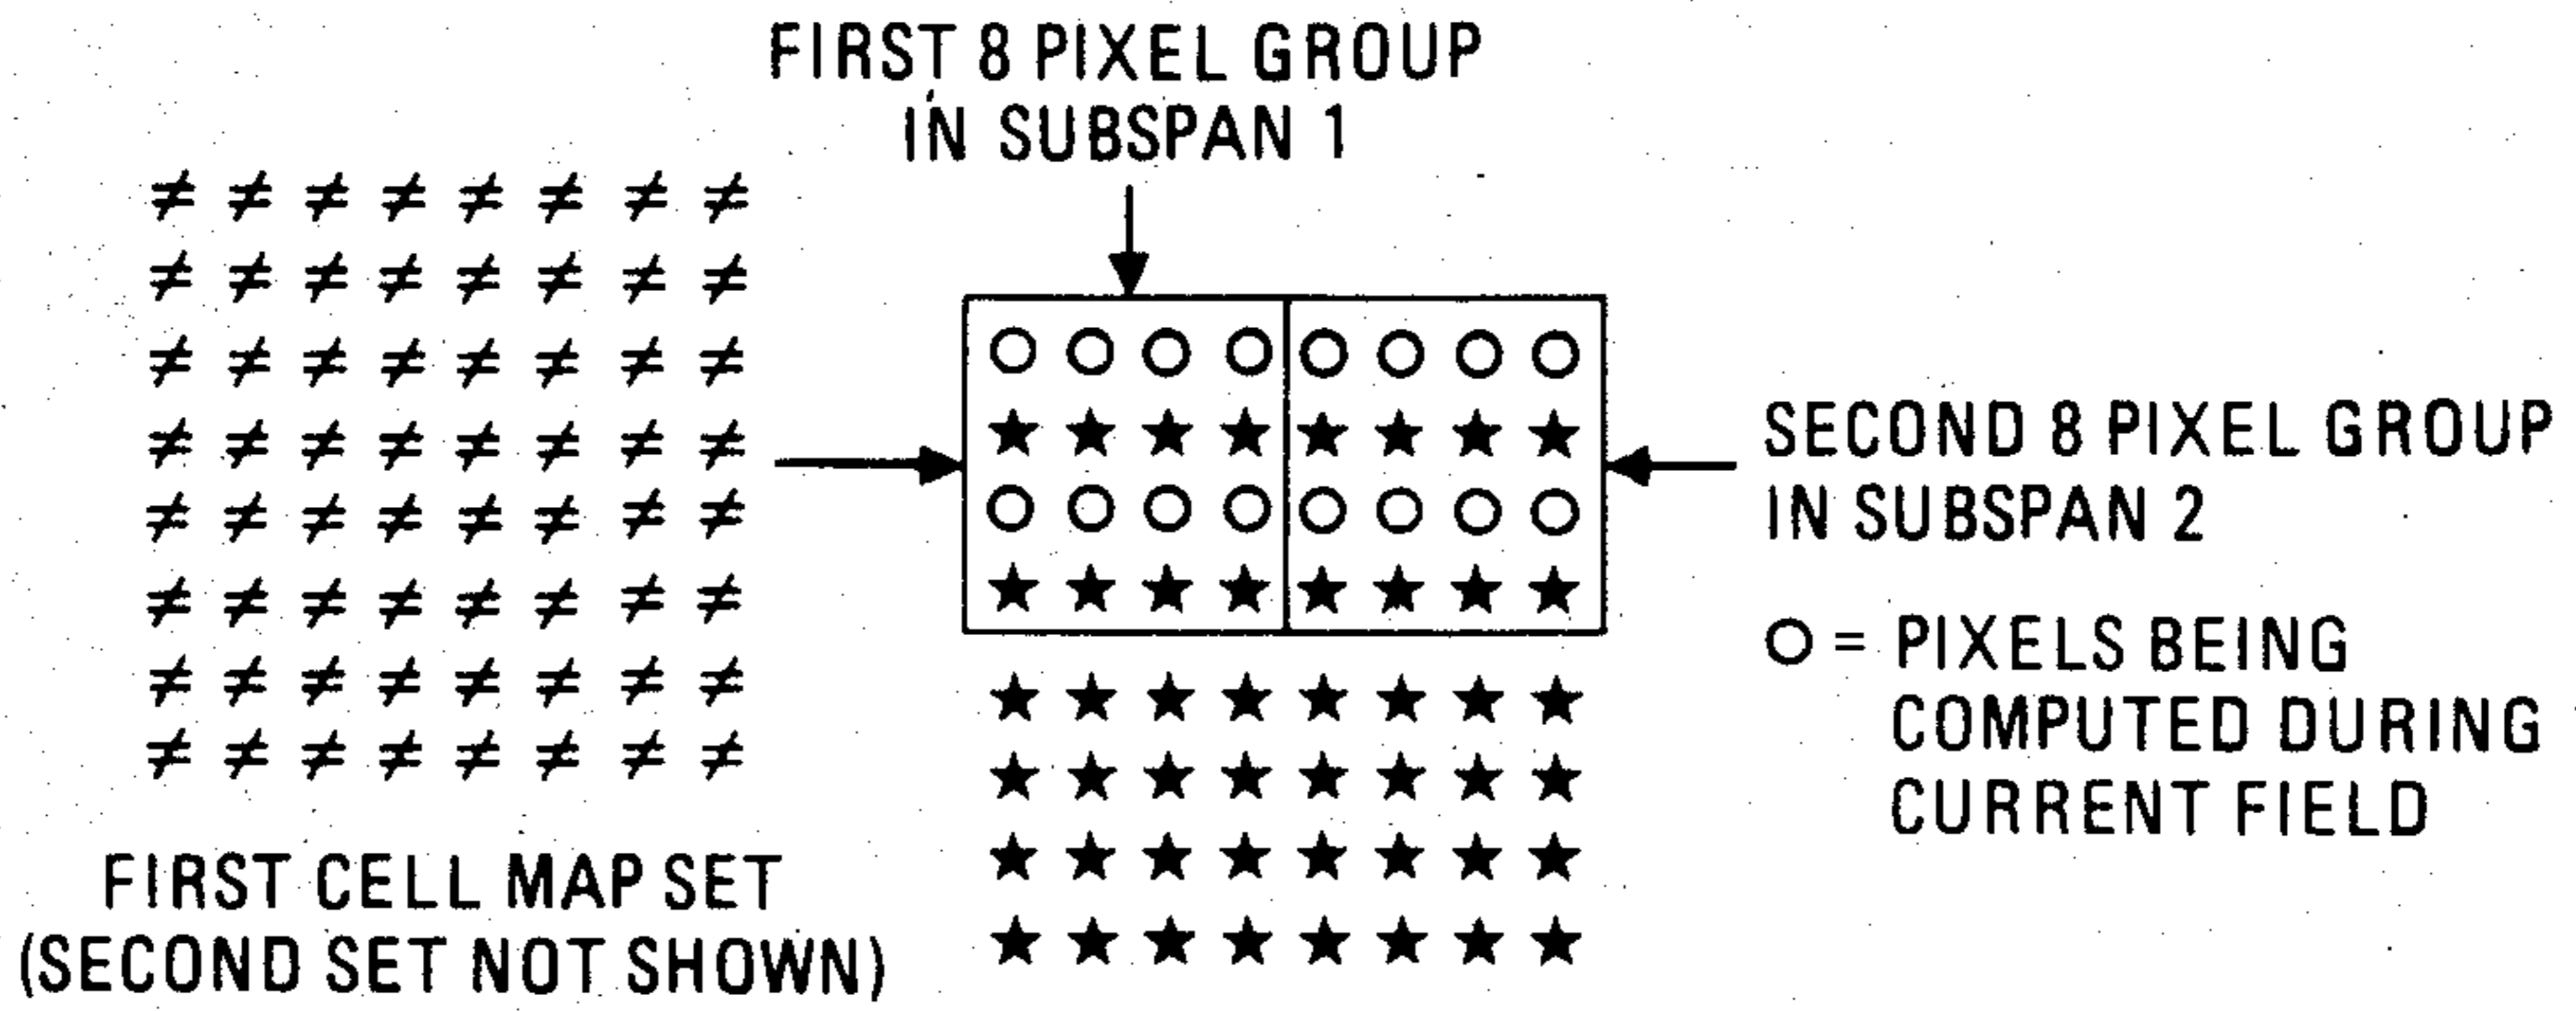 FIRST 8 PIXEL GROUP
IN SUBSPAN 1
≠ ≠ ≠ ≠ ≠ ≠ ≠ ≠
≠ ≠ ≠ ≠ ≠ ≠ ≠ ≠
≠ ≠ ≠ ≠ ≠ ≠ ≠ ≠
≠ ≠ ≠ ≠ ≠ ≠ ≠ ≠
≠ ≠ ≠ ≠ ≠ ≠ ≠ ≠
≠ ≠ ≠ ≠ ≠ ≠ ≠ ≠
≠ ≠ ≠ ≠ ≠ ≠ ≠ ≠
≠ ≠ ≠ ≠ ≠ ≠ ≠ ≠
FIRST CELL MAP SET
(SECOND SET NOT SHOWN)
SECOND 8 PIXEL GROUP
IN SUBSPAN 2
O = PIXELS BEING
COMPUTED DURING
CURRENT FIELD